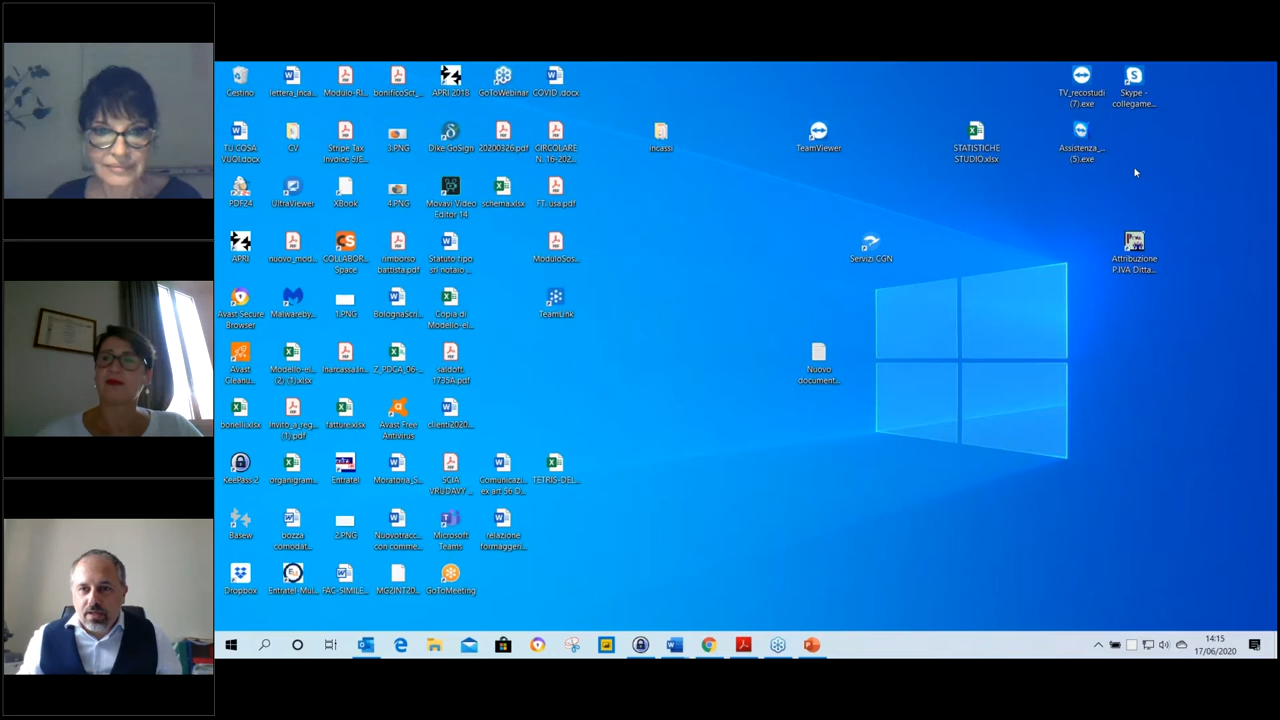 Cestino
lettera_inca...
Modulo-RI...
bonificoSct_...
APRI 2018
GoToWebinar
COVID .docx
TV_recostudi
(7).exe
Skype -
collegame...
TU COSA
VUOI.docx
CV
Stripe Tax
Invoice 5JE...
3.PNG
Dike GoSign
20200326.pdf
CIRCOLARE
N. 16-202...
incassi
TeamViewer
STATISTICHE
STUDIO.xlsx
Assistenza_...
(5).exe
PDF24
UltraViewer
XBook
4.PNG
Movavi Video
Editor 14
schema.xlsx
FT. usa.pdf
APRI
nuovo_mod...
COLLABOR...
Space
rimborso
battista.pdf
Statuto tipo
srl notaio ...
ModuloSos...
Servizi CGN
Attribuzione
P.IVA Ditta...
Avast Secure
Browser
Malwareby...
1.PNG
BolognaScri...
Copia di
Modello-el...
TeamLink
Avast
Cleanu...
Modello-el...
(2) (1).xlsx
Inarcassa.In...
Z_PDCA_06-...
saldoft.
1735A.pdf
Nuovo
document...
bonelli.xlsx
Invito_a_reg...
(1).pdf
fatture.xlsx
Avast Free
Antivirus
clienti2020...
KeePass 2
organigram...
Entratel
Moratoria_S...
SCIA
VRUDAVY...
Comunicazi...
ex art 56 D...
TETRIS-DEL...
Basew
bozza
comodat...
2.PNG
Nuovotracc...
con comme...
Microsoft
Teams
relazione
formaggeri...
Dropbox
Entratel-Mul...
FAC-SIMILE...
MG2INT20...
GoToMeeting
14:15
17/06/2020